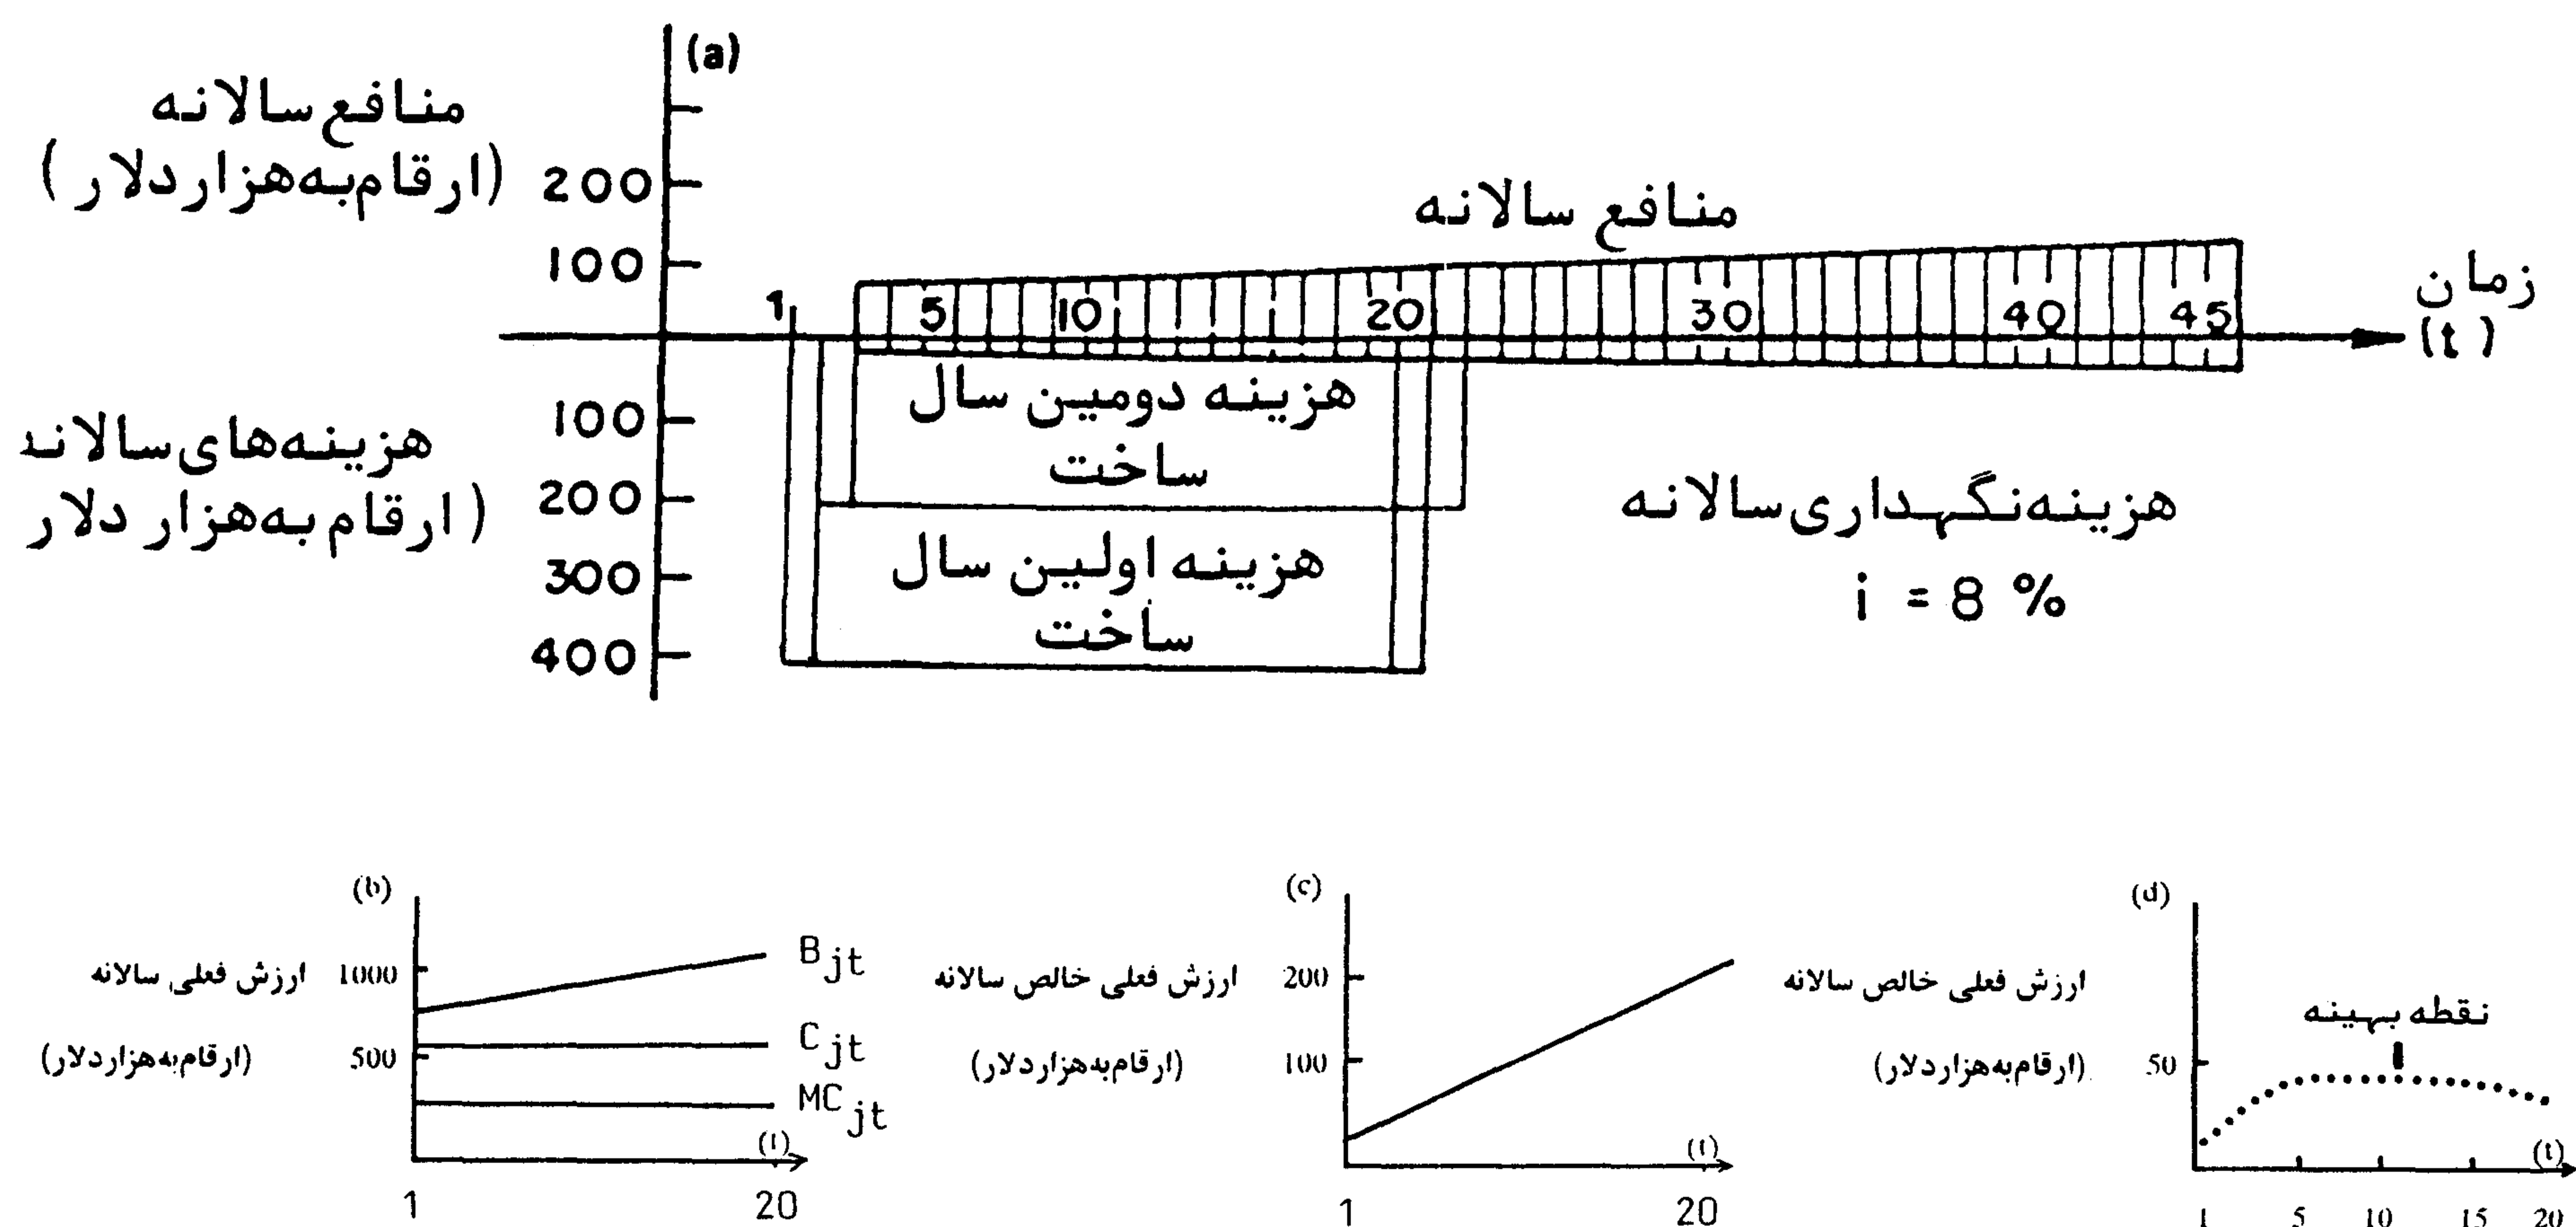 (a)
منافع سالانه
(ارقام به هزار دلار)
200
100
منافع سالانه
زمان
(t)
1
5
10
20
30
40
45
هزینه‌های سالانه
(ارقام به هزار دلار
100
200
300
400
هزینه دومین سال
ساخت
هزینه اولین سال
ساخت
هزینه نگهداری سالانه
i = 8 %
(b)
ارزش فعلی سالانه
(ارقام به هزار دلار)
1000
500
B jt
C jt
MC jt
(t)
1
20
(c)
ارزش فعلی خالص سالانه
(ارقام به هزار دلار)
200
100
(t)
1
20
(d)
ارزش فعلی خالص سالانه
(ارقام به هزار دلار)
50
نقطه بهینه
(t)
1
5
10
15
20